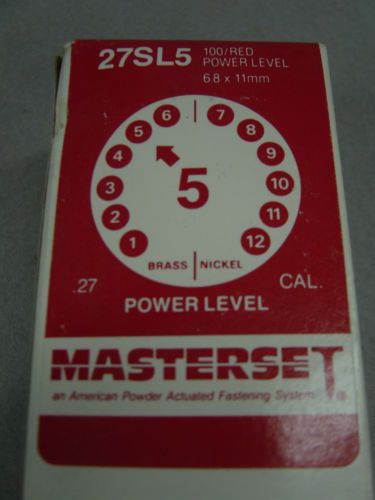 27SL5 100/RED
POWER LEVEL
6.8 x 11mm
6 7
5 8
4 9
3 10
2 11
1 12
5
BRASS NICKEL
.27 CAL.
POWER LEVEL
MASTERSET
an American Powder Actuated Fastening System ®